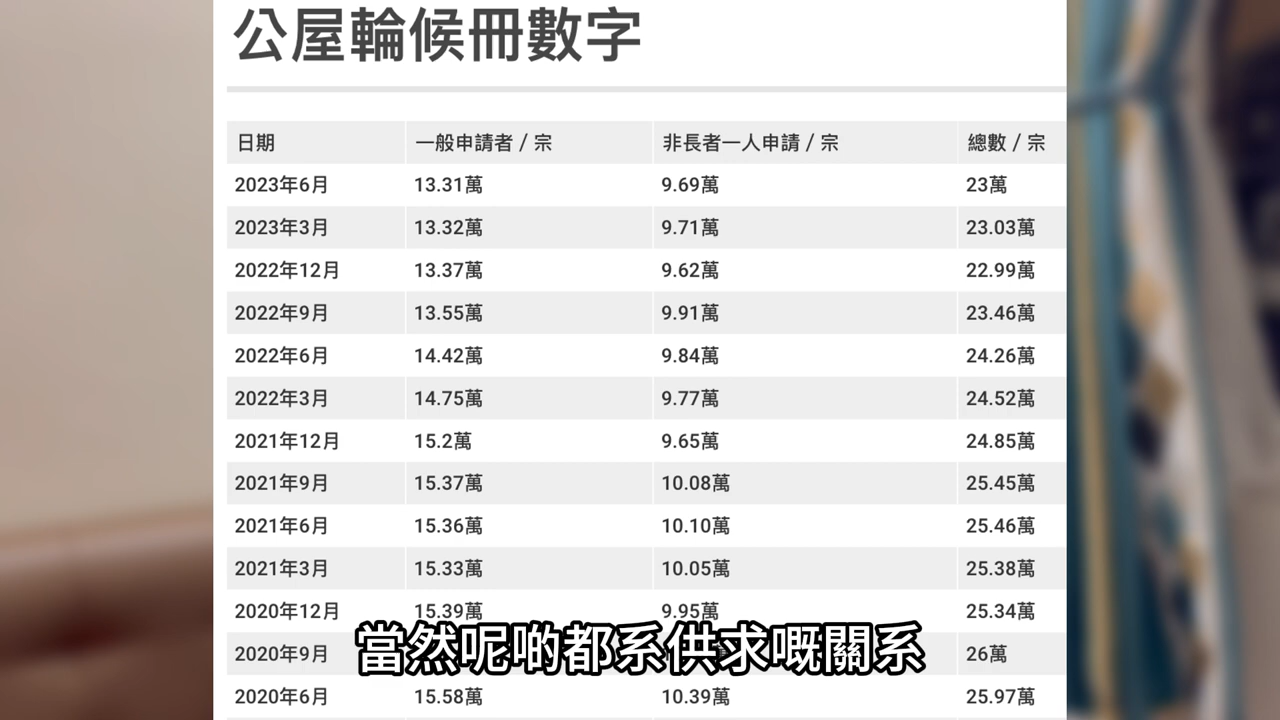 公屋輪候冊數字
日期 一般申請者 / 宗 非長者一人申請 / 宗 總數 / 宗
2023年6月 13.31萬 9.69萬 23萬
2023年3月 13.32萬 9.71萬 23.03萬
2022年12月 13.37萬 9.62萬 22.99萬
2022年9月 13.55萬 9.91萬 23.46萬
2022年6月 14.42萬 9.84萬 24.26萬
2022年3月 14.75萬 9.77萬 24.52萬
2021年12月 15.2萬 9.65萬 24.85萬
2021年9月 15.37萬 10.08萬 25.45萬
2021年6月 15.36萬 10.10萬 25.46萬
2021年3月 15.33萬 10.05萬 25.38萬
2020年12月 15.39萬 9.95萬 25.34萬
2020年9月 26萬
當然呢啲都系供求嘅關系
2020年6月 15.58萬 10.39萬 25.97萬